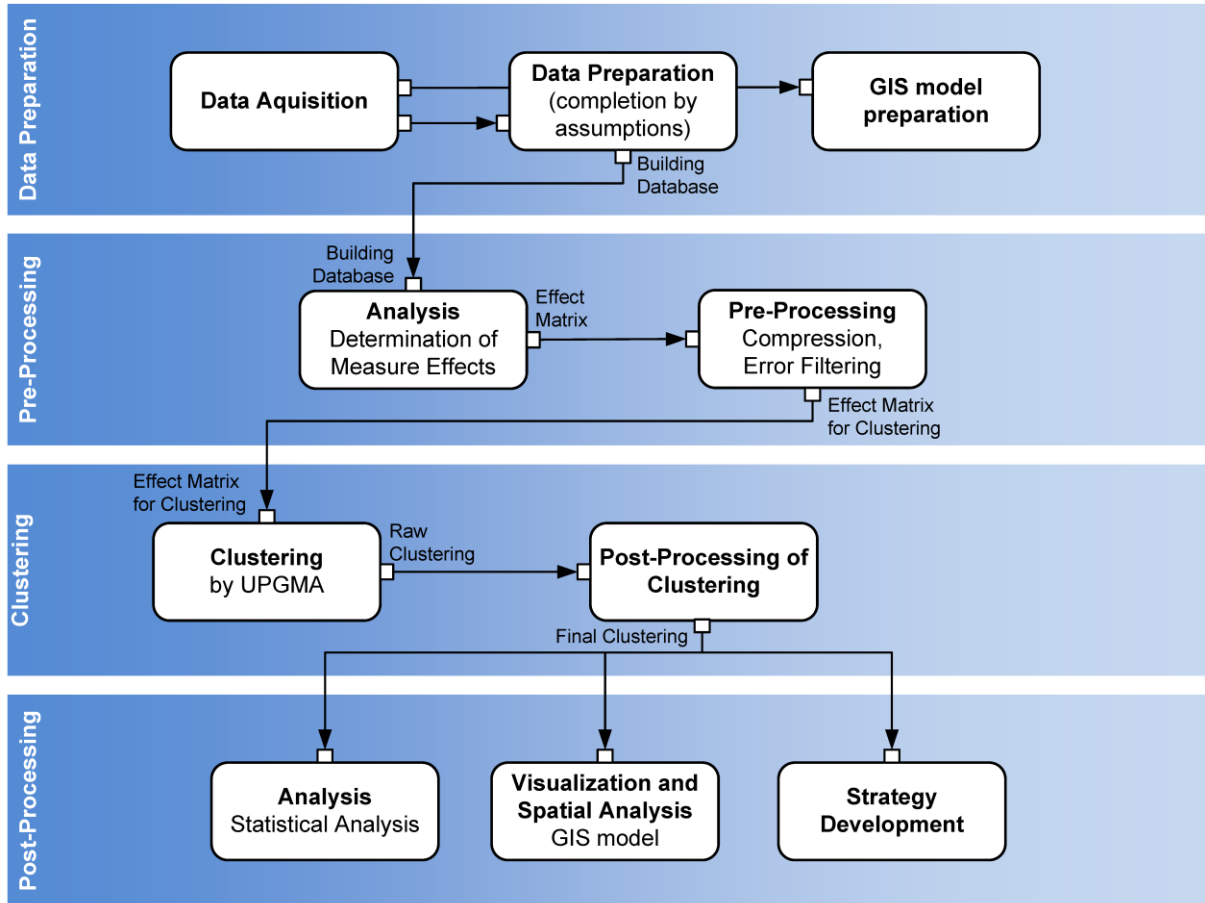 Data Preparation
Data Aquisition
Data Preparation
(completion by
assumptions)
GIS model
preparation
Building
Database
Pre-Processing
Building
Database
Analysis
Determination of
Measure Effects
Effect
Matrix
Pre-Processing
Compression,
Error Filtering
Effect Matrix
for Clustering
Clustering
Effect Matrix
for Clustering
Clustering
by UPGMA
Raw
Clustering
Post-Processing of
Clustering
Final Clustering
Post-Processing
Analysis
Statistical Analysis
Visualization and
Spatial Analysis
GIS model
Strategy
Development